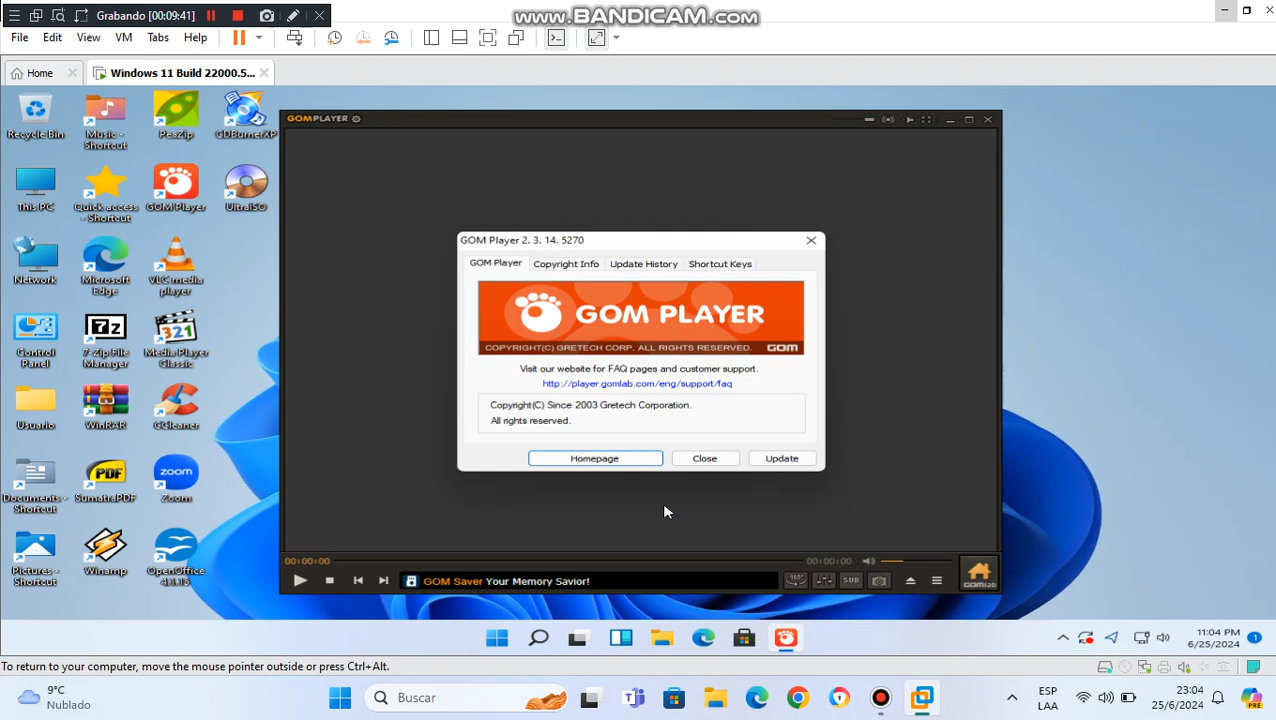 Grabando [00:09:41]
www.BANDICAM.com
File Edit View VM Tabs Help
Home
Windows 11 Build 22000.5...
Recycle Bin
Music - Shortcut
PeaZip
CDBurnerXP
This PC
Quick access - Shortcut
GOM Player
UltraISO
Network
Microsoft Edge
VLC media player
Control Panel
7-Zip File Manager
Media Player Classic
Usuario
WinRAR
CCleaner
Documents - Shortcut
SumatraPDF
Zoom
Pictures - Shortcut
Winamp
OpenOffice 4.1.15
GOMPLAYER
GOM Player 2. 3. 14. 5270
GOM Player Copyright Info Update History Shortcut Keys
GOM PLAYER
COPYRIGHT(C) GRETECH CORP. ALL RIGHTS RESERVED. GOM
Visit our website for FAQ pages and customer support.
http://player.gomlab.com/eng/support/faq
Copyright(C) Since 2003 Gretech Corporation.
All rights reserved.
Homepage Close Update
00:00:00 00:00:00
GOM Saver Your Memory Savior!
360° SUB GOMLAB
11:04 PM
6/25/2024
1
To return to your computer, move the mouse pointer outside or press Ctrl+Alt.
9°C
Nublado
Buscar
ESP
LAA
23:04
25/6/2024
PRE